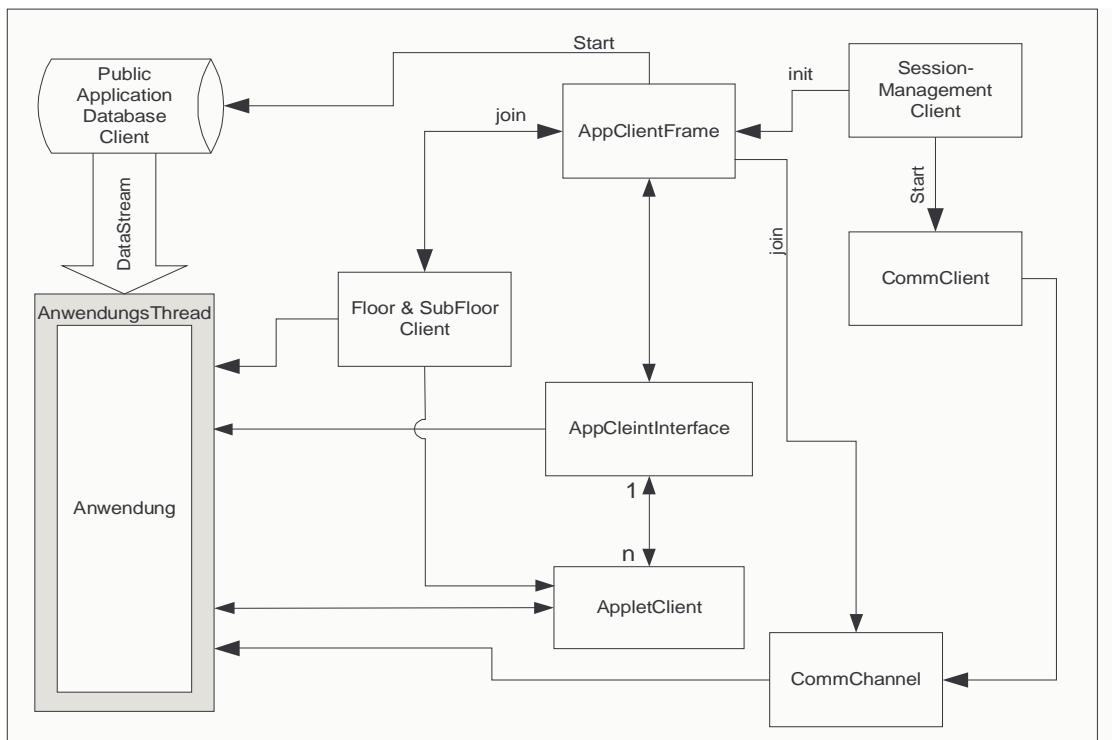 Start
Public
Application
Database
Client
init
Session-
Management
Client
join
AppClientFrame
DataStream
Start
join
CommClient
AnwendungsThread
Floor & SubFloor
Client
AppCleintInterface
1
Anwendung
n
AppletClient
CommChannel